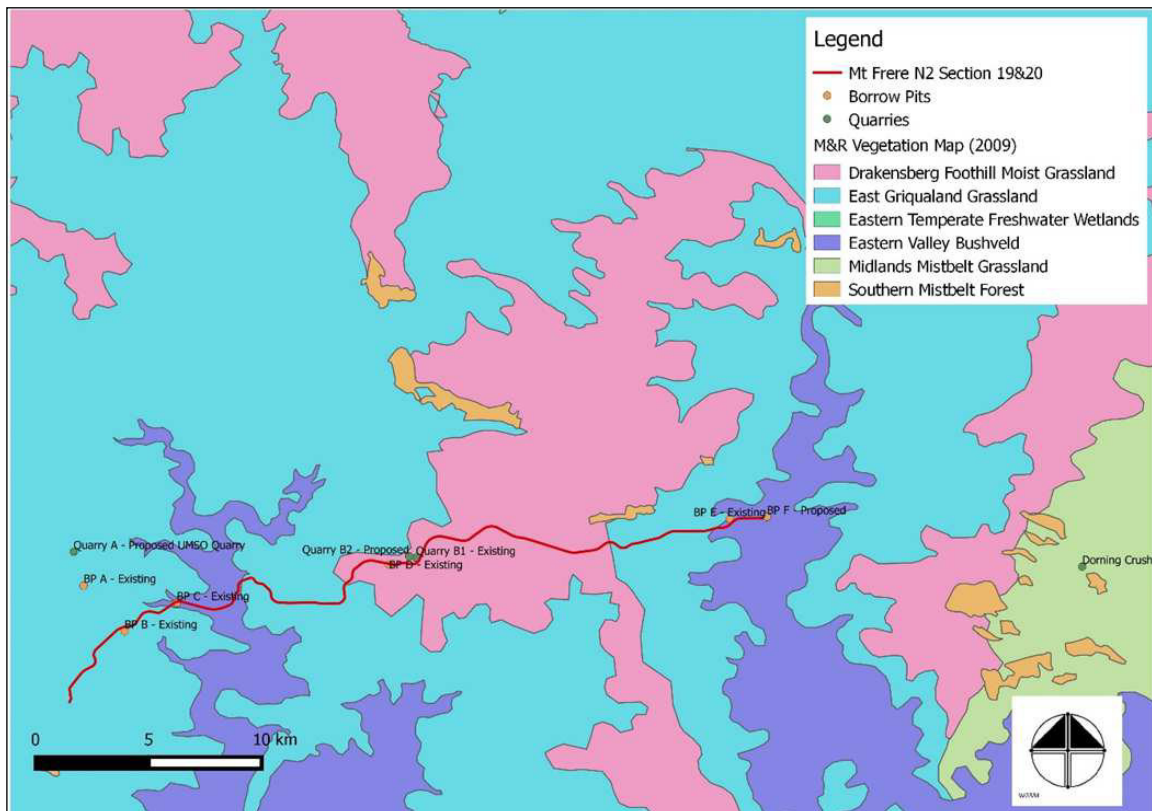 Legend
Mt Frere N2 Section 19&20
Borrow Pits
Quarries
M&R Vegetation Map (2009)
Drakensberg Foothill Moist Grassland
East Griqualand Grassland
Eastern Temperate Freshwater Wetlands
Eastern Valley Bushveld
Midlands Mistbelt Grassland
Southern Mistbelt Forest
BP E - Existing
BP F - Proposed
Quarry A - Proposed UMSO Quarry
Quarry B2 - Proposed
Quarry B1 - Existing
BP D - Existing
Dorning Crush
BP A - Existing
BP C - Existing
BP B - Existing
0 5 10 km